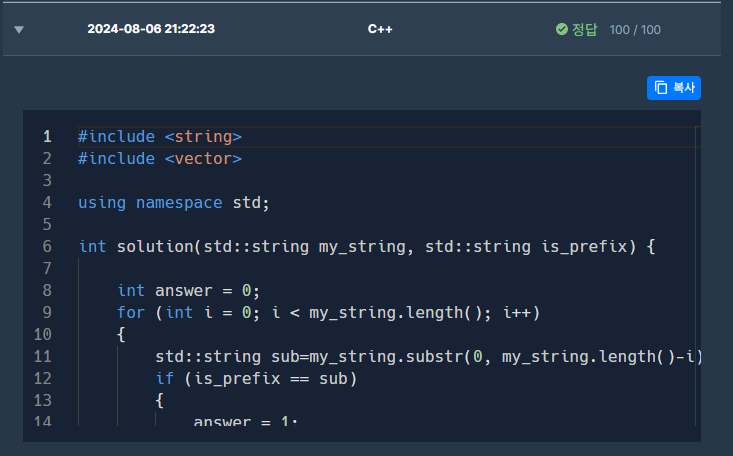 2024-08-06 21:22:23 C++ 정답 100 / 100
복사
1 #include <string>
2 #include <vector>
3
4 using namespace std;
5
6 int solution(std::string my_string, std::string is_prefix) {
7
8 int answer = 0;
9 for (int i = 0; i < my_string.length(); i++)
10 {
11 std::string sub=my_string.substr(0, my_string.length()-i)
12 if (is_prefix == sub)
13 {
14 answer = 1;